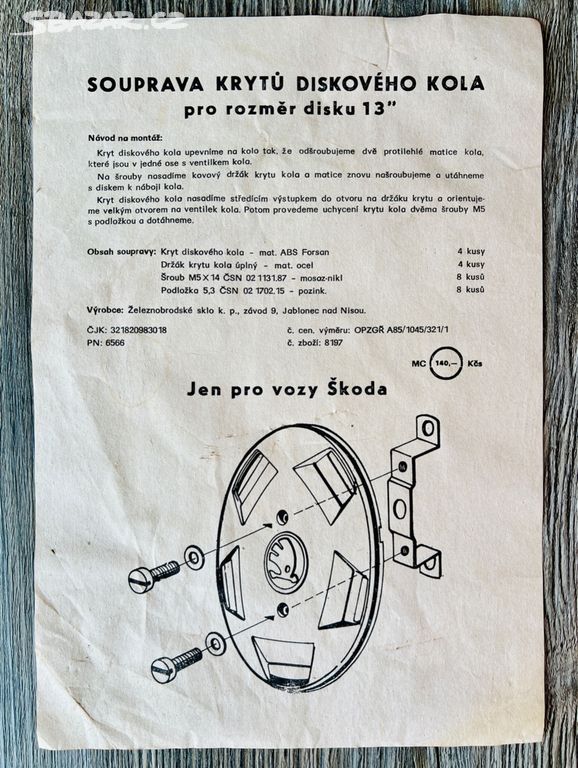 SBAZAR.CZ
SOUPRAVA KRYTŮ DISKOVÉHO KOLA
pro rozměr disku 13"
Návod na montáž:
Kryt diskového kola upevníme na kolo tak, že odšroubujeme dvě protilehlé matice kola,
které jsou v jedné ose s ventilkem kola.
Na šrouby nasadíme kovový držák krytu kola a matice znovu našroubujeme a utáhneme
s diskem k náboji kola.
Kryt diskového kola nasadíme středícím výstupkem do otvoru na držáku krytu a orientuje-
me velkým otvorem na ventilek kola. Potom provedeme uchycení krytu kola dvěma šrouby M5
s podložkou a dotáhneme.
Obsah soupravy: Kryt diskového kola – mat. ABS Forsan 4 kusy
Držák krytu kola úplný – mat. ocel 4 kusy
Šroub M5 X 14 ČSN 02 1131.87 – mosaz-nikl 8 kusů
Podložka 5,3 ČSN 02 1702.15 – pozink. 8 kusů
Výrobce: Železnobrodské sklo k. p., závod 9, Jablonec nad Nisou.
ČJK: 321820983018 č. cen. výměru: OPZGŘ A85/1045/321/1
PN: 6566 č. zboží: 8197
MC 140,— Kčs
Jen pro vozy Škoda